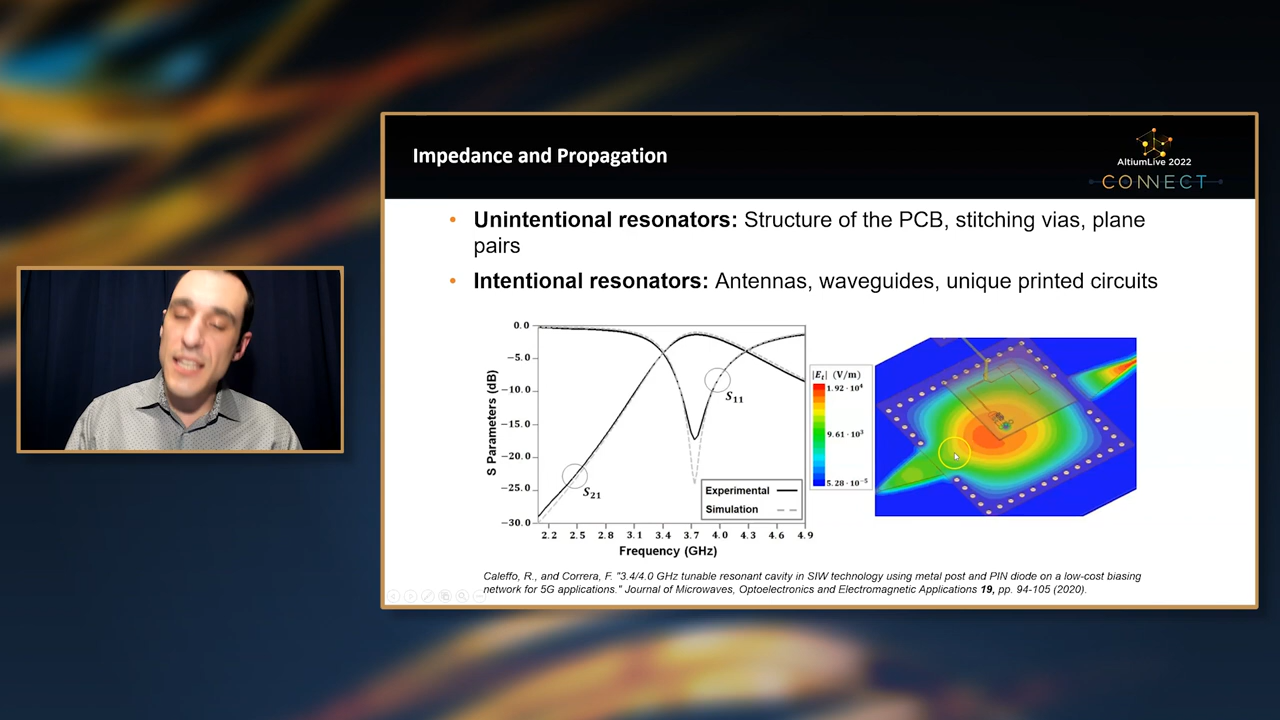 Impedance and Propagation
AltiumLive 2022
CONNECT
• Unintentional resonators: Structure of the PCB, stitching vias, plane
pairs
• Intentional resonators: Antennas, waveguides, unique printed circuits
S Parameters (dB)
0.0
−5.0
−10.0
−15.0
−20.0
−25.0
−30.0
S11
S21
Experimental
Simulation
2.2 2.5 2.8 3.1 3.4 3.7 4.0 4.3 4.6 4.9
Frequency (GHz)
|Et| (V/m)
1.92·10⁴
9.61·10³
5.28·10⁻⁵
Caleffo, R., and Correra, F. "3.4/4.0 GHz tunable resonant cavity in SIW technology using metal post and PIN diode on a low-cost biasing
network for 5G applications." Journal of Microwaves, Optoelectronics and Electromagnetic Applications 19, pp. 94-105 (2020).